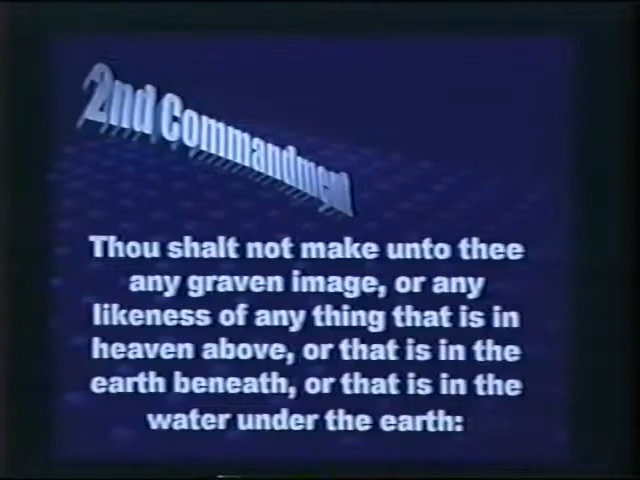 2nd Commandment
Thou shalt not make unto thee
any graven image, or any
likeness of any thing that is in
heaven above, or that is in the
earth beneath, or that is in the
water under the earth: